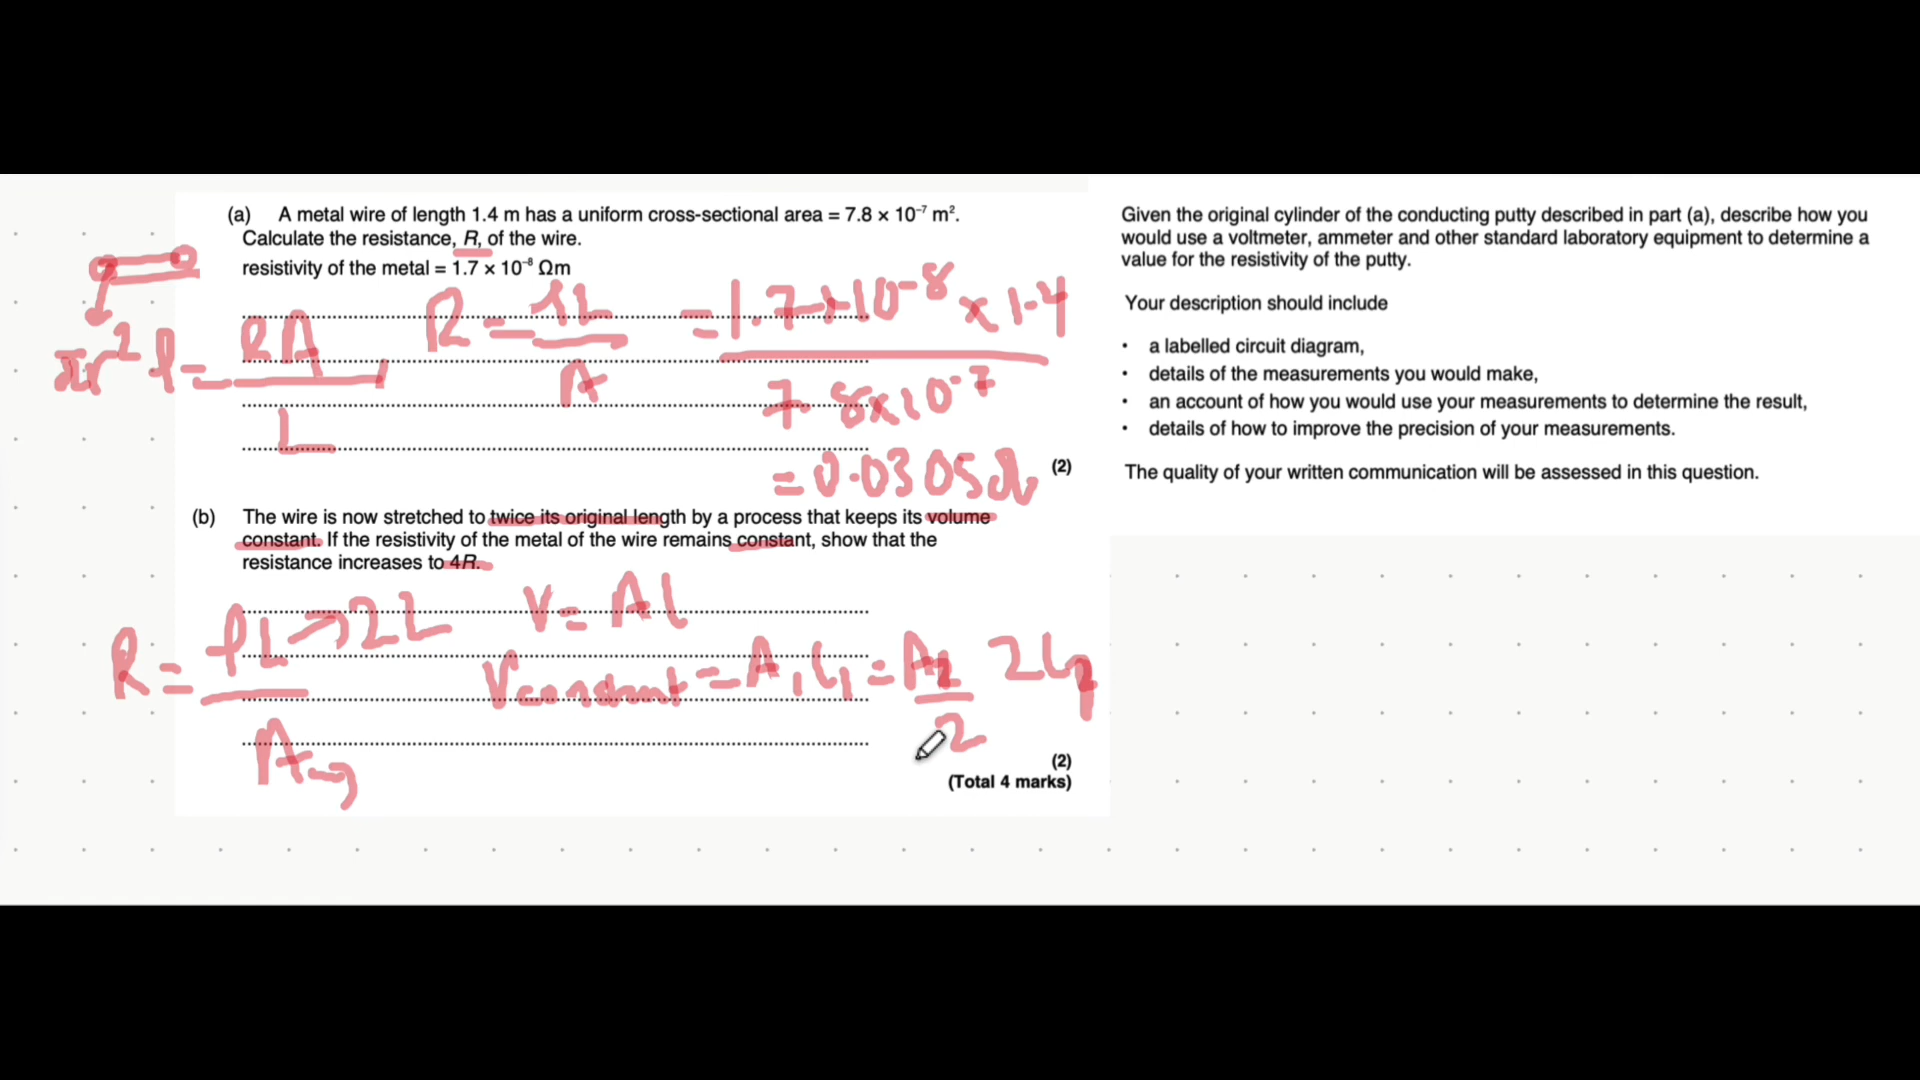 (a) A metal wire of length 1.4 m has a uniform cross-sectional area = 7.8 × 10⁻⁷ m².
Calculate the resistance, R, of the wire.
resistivity of the metal = 1.7 × 10⁻⁸ Ωm
πr² ρ = RA / L
R = ρL / A
= 1.7×10⁻⁸ × 1.4 / 7.8×10⁻⁷
= 0.0305Ω
(2)
(b) The wire is now stretched to twice its original length by a process that keeps its volume
constant. If the resistivity of the metal of the wire remains constant, show that the
resistance increases to 4R.
R = ρL → 2L / A →
V = Al
Vconstant = A₁L₁ = A₂/2 2L₂
(2)
(Total 4 marks)
Given the original cylinder of the conducting putty described in part (a), describe how you
would use a voltmeter, ammeter and other standard laboratory equipment to determine a
value for the resistivity of the putty.
Your description should include
• a labelled circuit diagram,
• details of the measurements you would make,
• an account of how you would use your measurements to determine the result,
• details of how to improve the precision of your measurements.
The quality of your written communication will be assessed in this question.